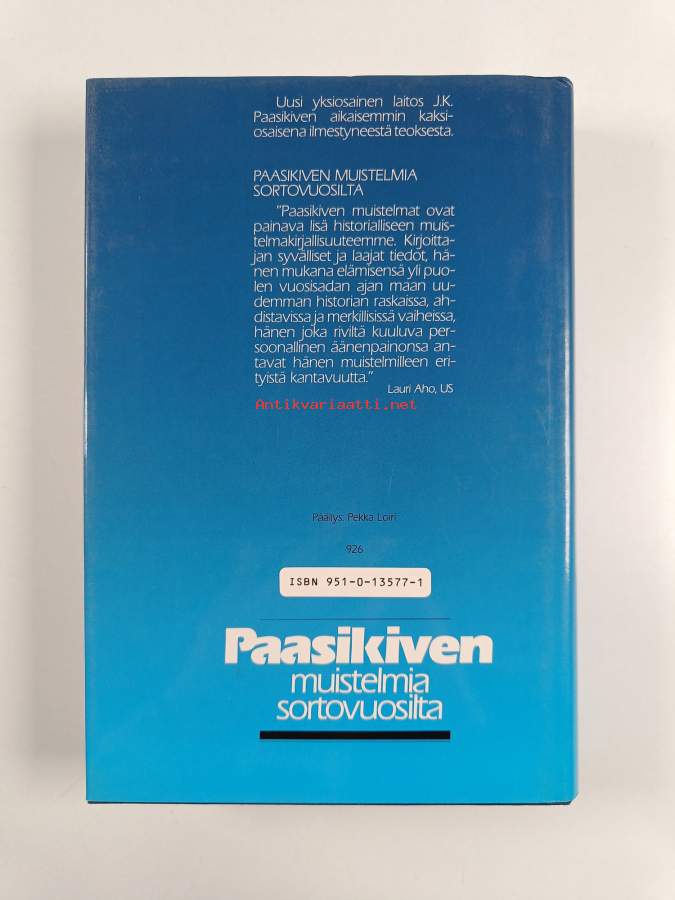 Uusi yksiosainen laitos J.K.
Paasikiven aikaisemmin kaksi-
osaisena ilmestyneestä teoksesta.
PAASIKIVEN MUISTELMIA
SORTOVUOSILTA
”Paasikiven muistelmat ovat
painava lisä historialliseen muis-
telmakirjallisuuteemme. Kirjoitta-
jan syvälliset ja laajat tiedot, hä-
nen mukana elämisensä yli puo-
len vuosisadan ajan maan uu-
demman historian raskaissa, ah-
distavissa ja merkillisissä vaiheissa,
hänen joka riviltä kuuluva per-
soonallinen äänenpainonsa an-
tavat hänen muistelmilleen eri-
tyistä kantavuutta.”
Lauri Aho, US
Antikvariaatti.net
Päällys: Pekka Loiri
926
ISBN 951-0-13577-1
Paasikiven
muistelmia
sortovuosilta